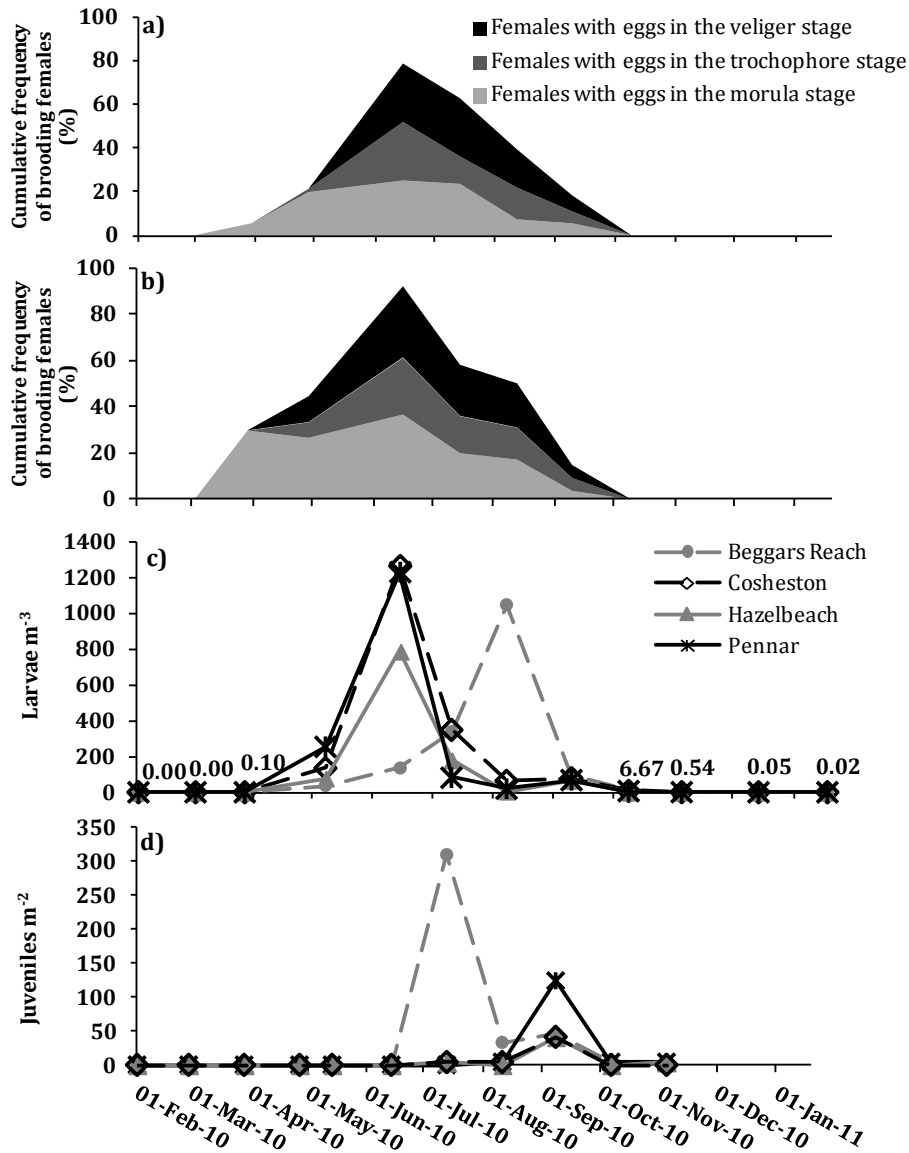 a)
Females with eggs in the veliger stage
Females with eggs in the trochophore stage
Females with eggs in the morula stage
Cumulative frequency
of brooding females
(%)
100
80
60
40
20
0
b)
Cumulative frequency
of brooding females
(%)
100
80
60
40
20
0
c)
Beggars Reach
Cosheston
Hazelbeach
Pennar
Larvae m-3
1400
1200
1000
800
600
400
200
0
0.00 0.00 0.10 6.67 0.54 0.05 0.02
d)
Juveniles m-2
350
300
250
200
150
100
50
0
01-Feb-10
01-Mar-10
01-Apr-10
01-May-10
01-Jun-10
01-Jul-10
01-Aug-10
01-Sep-10
01-Oct-10
01-Nov-10
01-Dec-10
01-Jan-11